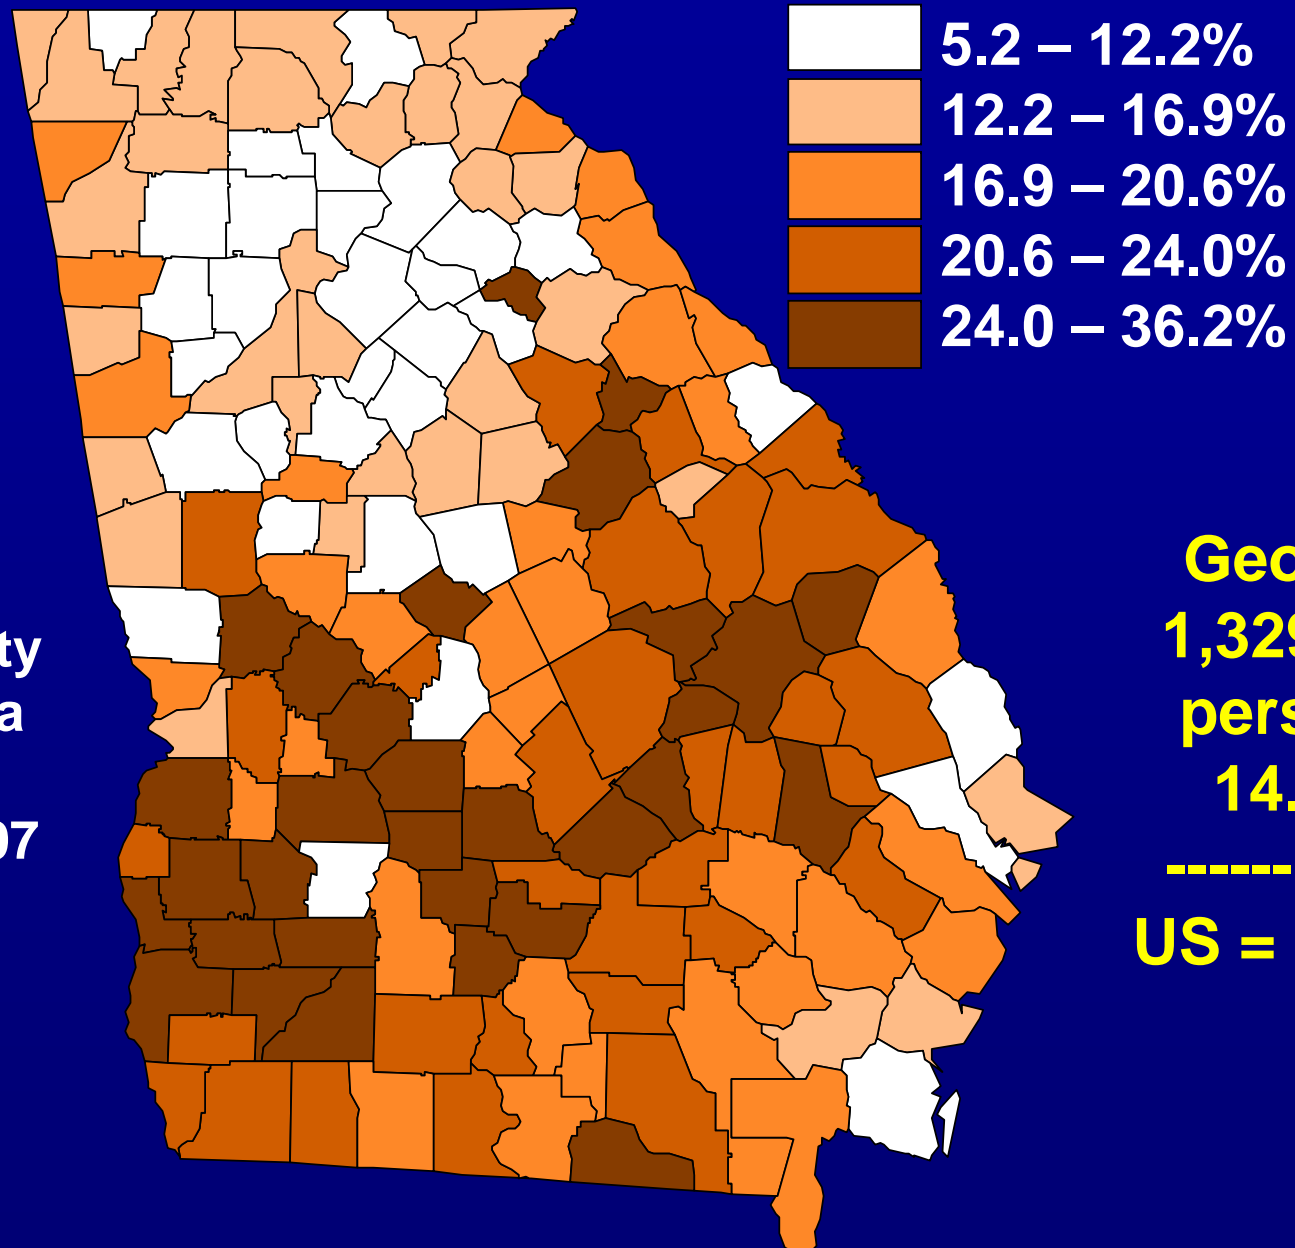 5.2 – 12.2%
12.2 – 16.9%
16.9 – 20.6%
20.6 – 24.0%
24.0 – 36.2%
ty
a
07
Geo
1,329
pers
14.
------
US =